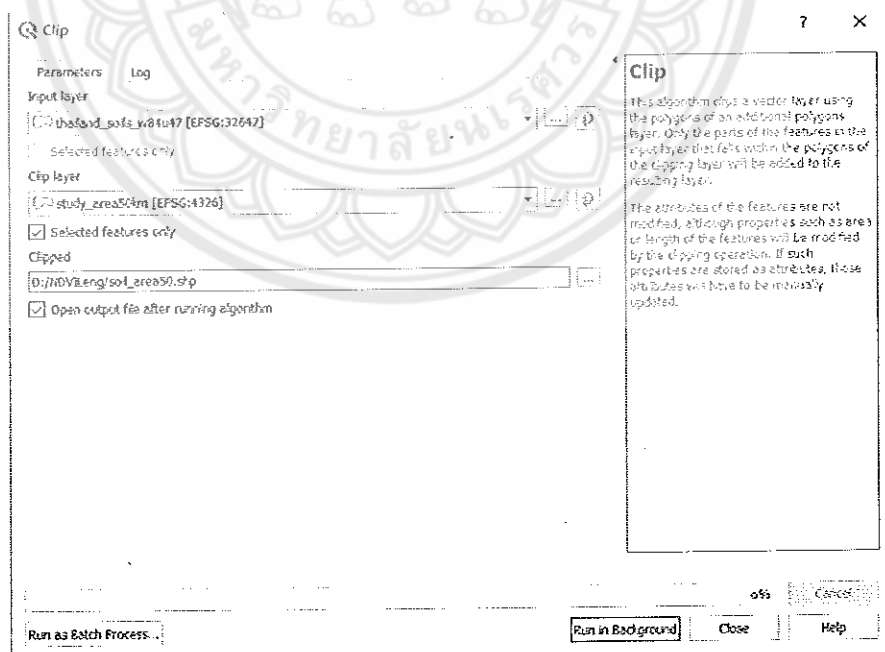 Clip
?
Parameters
Log
Input layer
thailand_soils_w84u47 [EPSG:32647]
...
Selected features only
Clip layer
[EPSG:4326]
...
Selected features only
Clipped
...
Open output file after running algorithm
Clip
This algorithm clips a vector layer using
the polygons of an additional polygons
layer. Only the parts of the features in the
input layer that falls within the polygons of
the clipping layer will be added to the
resulting layer.
The attributes of the features are not
modified, although properties such as area
or length of the features will be modified
by the clipping operation. If such
properties are stored as attributes, those
attributes will have to be manually
updated.
0%
Cancel
Run as Batch Process...
Run in Background
Close
Help